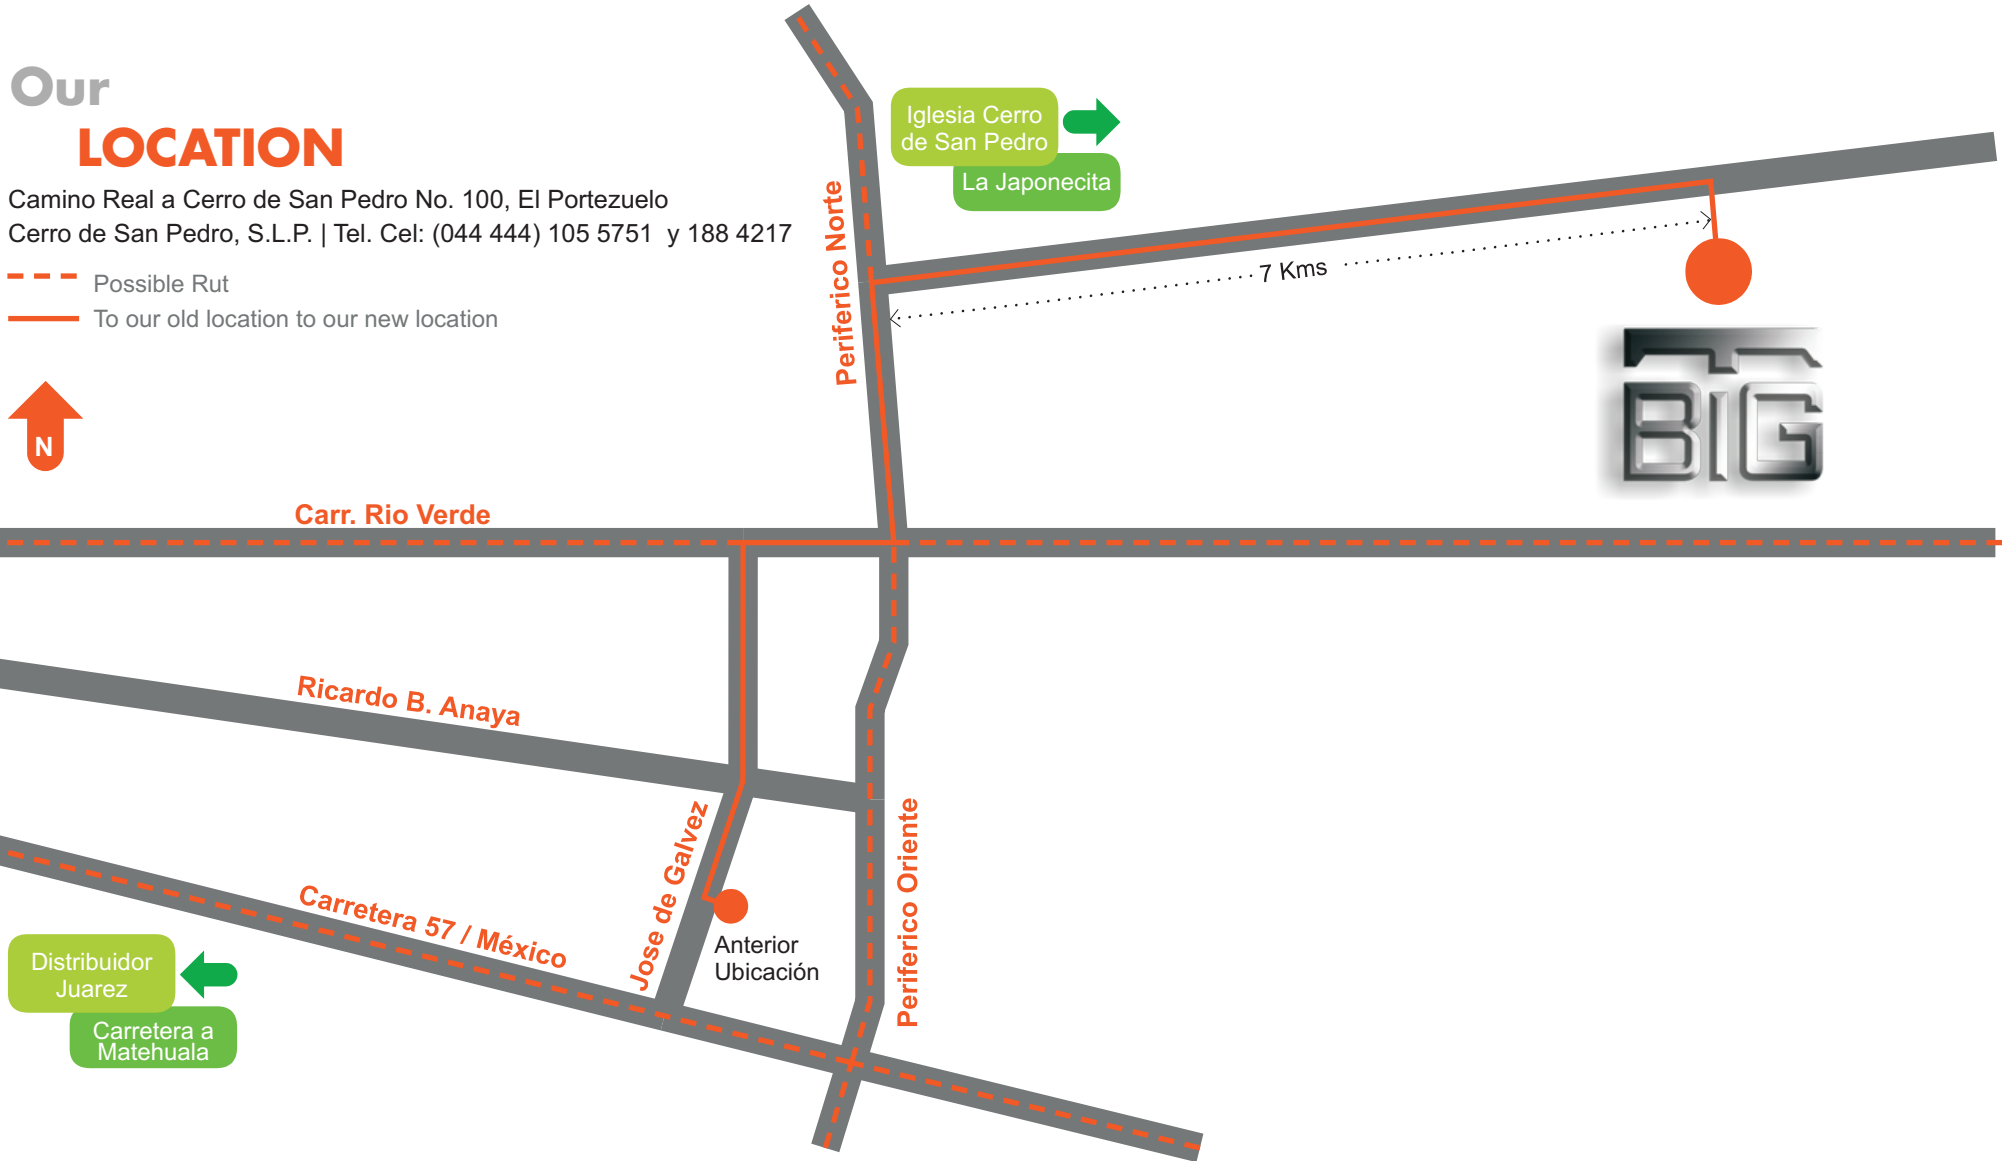 Our
LOCATION
Camino Real a Cerro de San Pedro No. 100, El Portezuelo
Cerro de San Pedro, S.L.P. | Tel. Cel: (044 444) 105 5751 y 188 4217
Possible Rut
To our old location to our new location
N
Iglesia Cerro
de San Pedro
La Japonecita
Periferico Norte
7 Kms
BIG
Carr. Rio Verde
Ricardo B. Anaya
Jose de Galvez
Periferico Oriente
Carretera 57 / México
Anterior
Ubicación
Distribuidor
Juarez
Carretera a
Matehuala